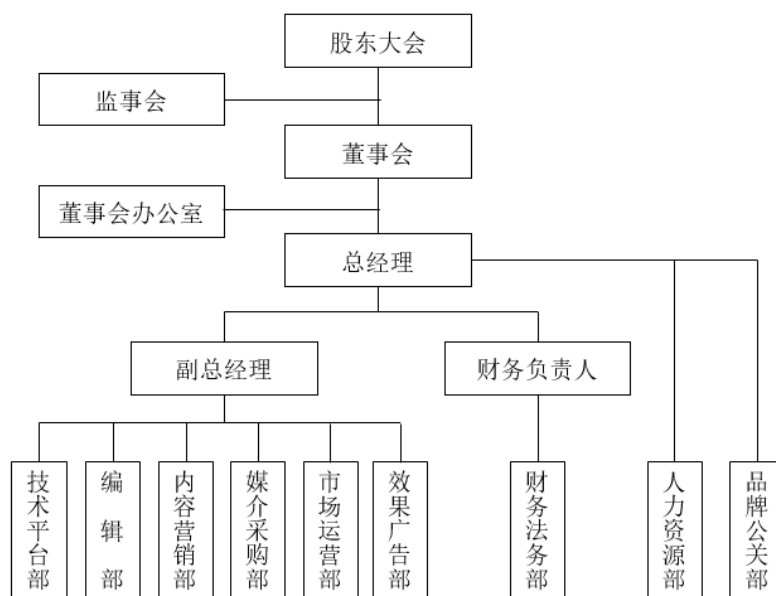 股东大会
监事会
董事会
董事会办公室
总经理
副总经理
财务负责人
技术平台部
编辑部
内容营销部
媒介采购部
市场运营部
效果广告部
财务法务部
人力资源部
品牌公关部